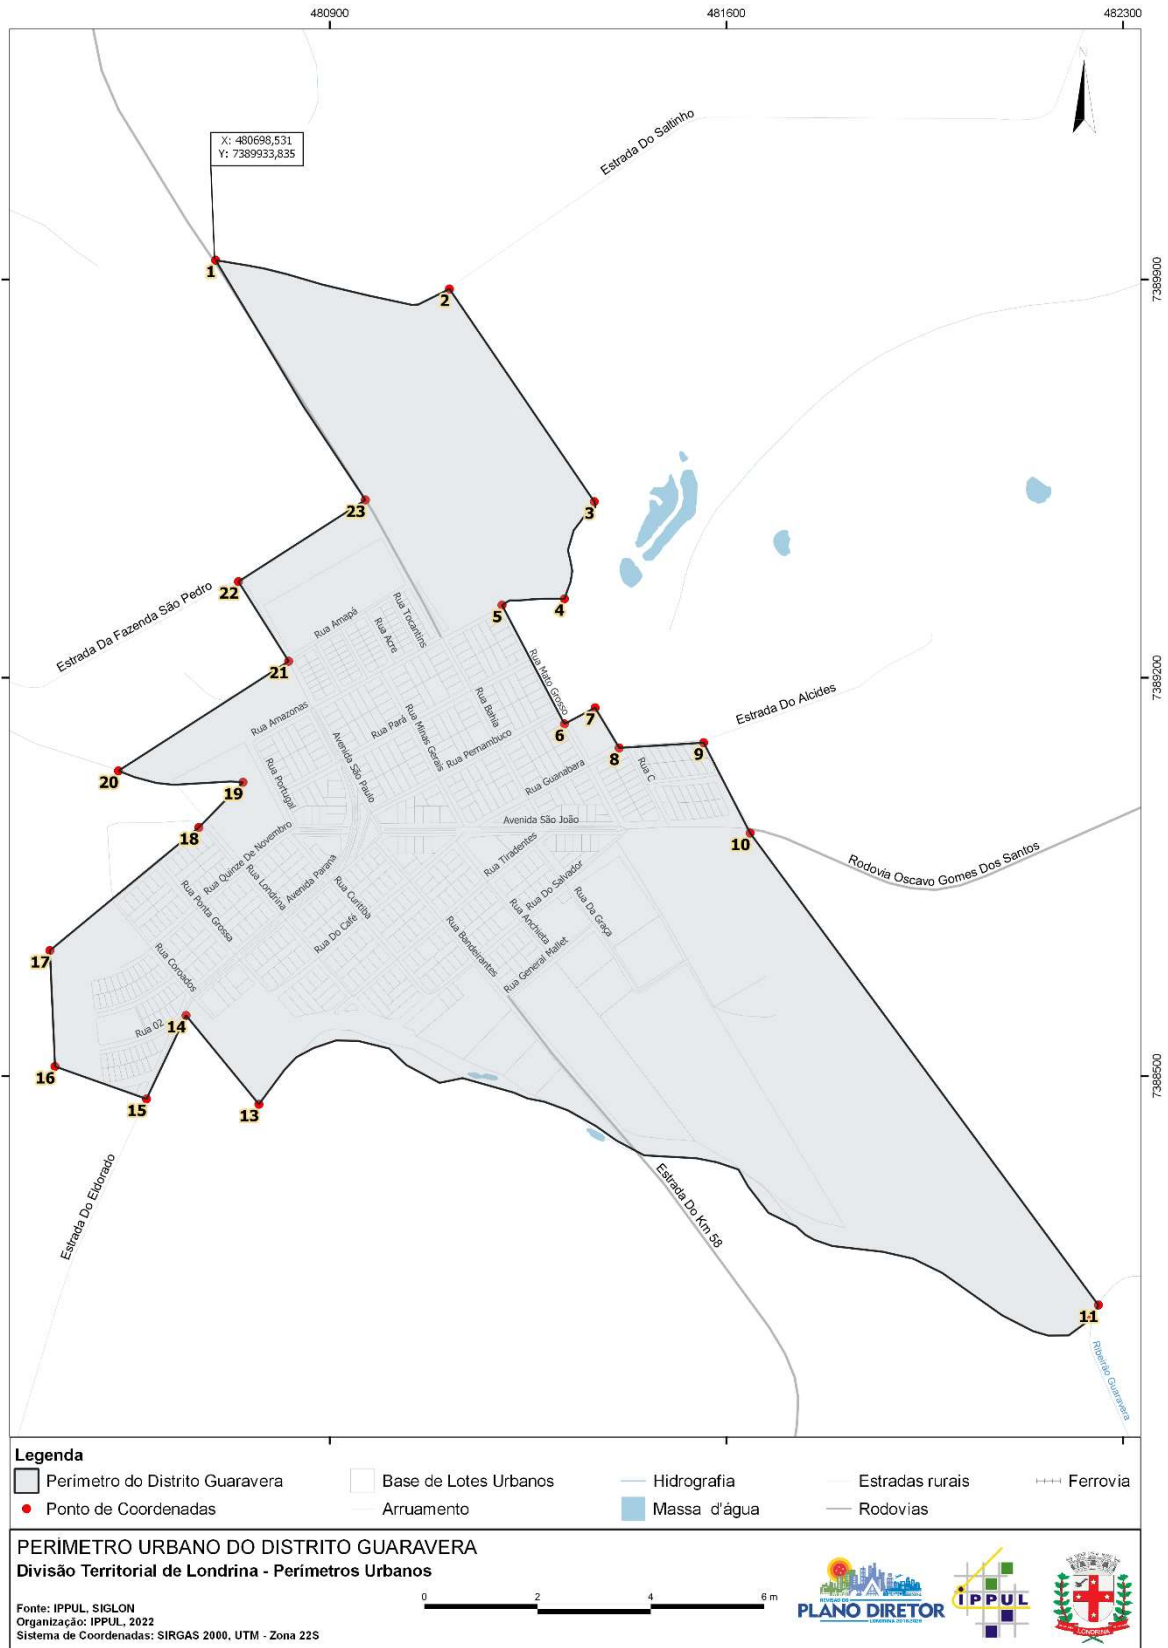 480900
481600
482300
X: 480698,531
Y: 7389933,835
Estrada Do Saltinho
N
7389900
1
2
3
23
4
5
22
Estrada Da Fazenda São Pedro
21
Rua Amapá
Rua Acre
Rua Tocantins
Rua Mato Grosso
7389200
Rua Amazonas
Avenida São Paulo
Rua Pará
Rua Minas Gerais
Rua Bahia
Rua Pernambuco
6
7
8
9
Estrada Do Alcides
Rua Guanabara
Rua C
20
19
Rua Portugal
18
Rua Quinze De Novembro
Avenida São João
10
Rodovia Oscavo Gomes Dos Santos
Rua Tiradentes
Rua Londrina
Avenida Parana
Rua Curitiba
Rua Do Salvador
Rua Da Graça
Rua Ponta Grossa
Rua Do Café
Rua Anchieta
Rua Bandeirantes
Rua General Mallet
17
Rua Coroados
Rua 02
14
16
15
13
7388500
Estrada Do Eldorado
Estrada Do Km 58
11
Ribeirão Guaravera
Legenda
Perímetro do Distrito Guaravera
Base de Lotes Urbanos
Hidrografia
Estradas rurais
Ferrovia
Ponto de Coordenadas
Arruamento
Massa d'água
Rodovias
PERÍMETRO URBANO DO DISTRITO GUARAVERA
Divisão Territorial de Londrina - Perímetros Urbanos
Fonte: IPPUL, SIGLON
Organização: IPPUL, 2022
Sistema de Coordenadas: SIRGAS 2000, UTM - Zona 22S
0 2 4 6 m
REVISÃO DO
PLANO DIRETOR
LONDRINA 2018/2028
IPPUL
LONDRINA